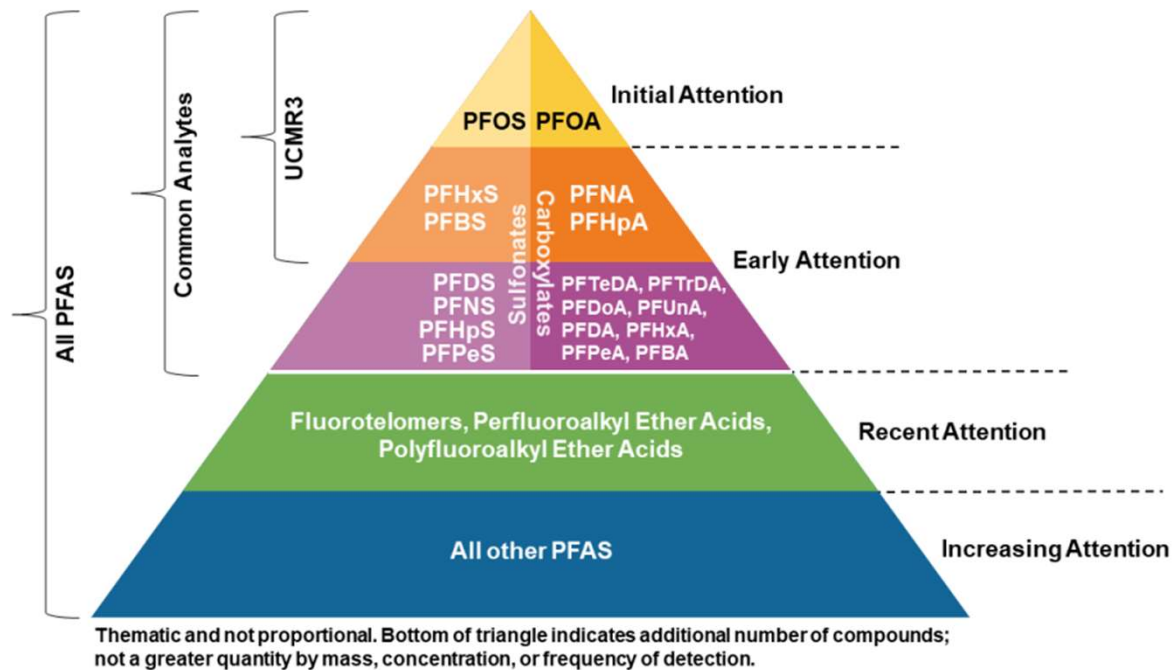 All PFAS
Common Analytes
UCMR3
PFOS PFOA
Initial Attention
PFHxS
PFBS
Sulfonates
Carboxylates
PFNA
PFHpA
Early Attention
PFDS
PFNS
PFHpS
PFPeS
PFTeDA, PFTrDA,
PFDoA, PFUnA,
PFDA, PFHxA,
PFPeA, PFBA
Fluorotelomers, Perfluoroalkyl Ether Acids,
Polyfluoroalkyl Ether Acids
Recent Attention
All other PFAS
Increasing Attention
Thematic and not proportional. Bottom of triangle indicates additional number of compounds;
not a greater quantity by mass, concentration, or frequency of detection.